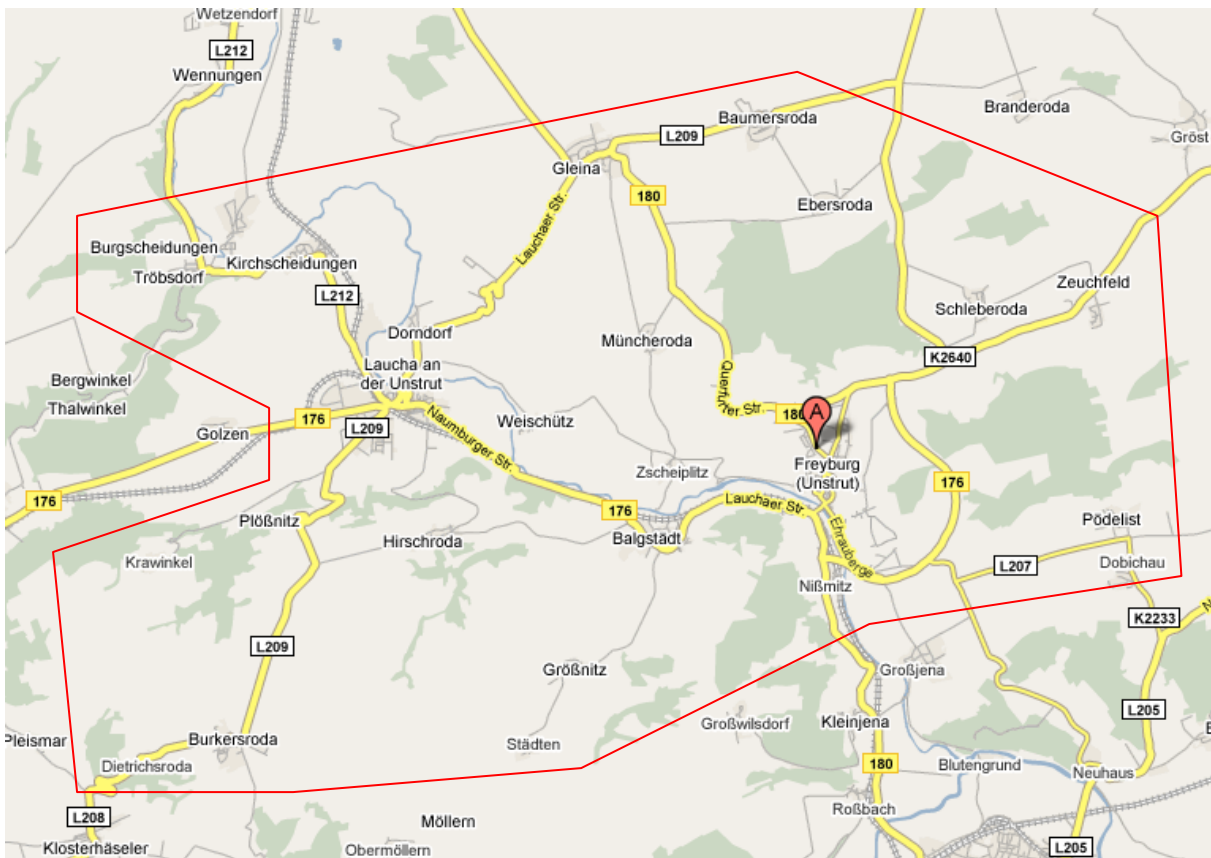 Wetzendorf
L212
Wennungen
Branderoda
Baumersroda
Gröst
L209
Gleina
180
Ebersroda
Lauchaer Str.
Burgscheidungen
Kirchscheidungen
Tröbsdorf
L212
Zeuchfeld
Schleberoda
Dorndorf
Müncheroda
K2640
Laucha an
der Unstrut
Bergwinkel
Thalwinkel
Querfurter Str.
180
A
176
Golzen
L209
Naumburger Str.
Weischütz
Zscheiplitz
Freyburg
(Unstrut)
176
176
Lauchaer Str.
176
Plößnitz
Hirschroda
Balgstädt
Ehrauberge
Pödelist
Krawinkel
L207
Dobichau
Nißmitz
K2233
N
L209
Größnitz
Großjena
L205
Großwilsdorf
Kleinjena
Pleismar
Burkersroda
Städten
Dietrichsroda
180
Blutengrund
Neuhaus
Roßbach
L208
Möllern
Klosterhäseler
Obermöllern
L205